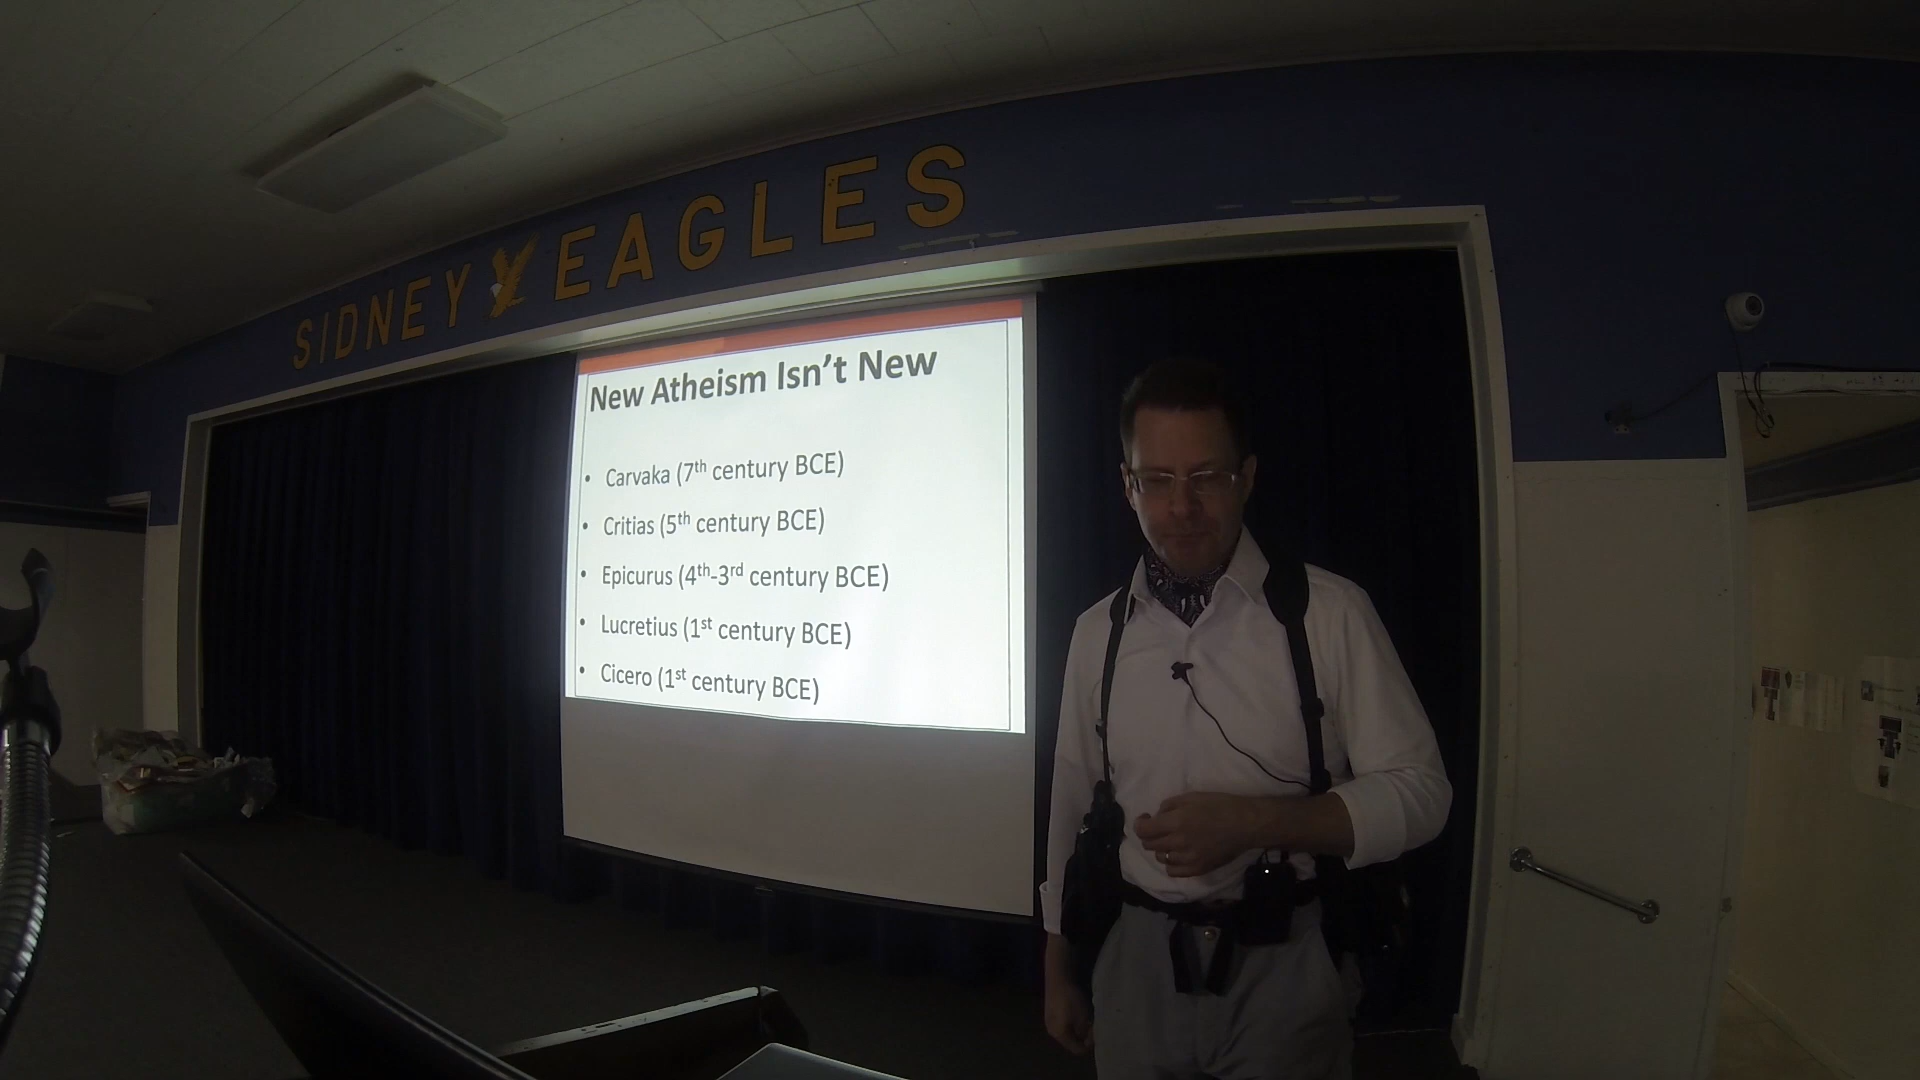 SIDNEY EAGLES
New Atheism Isn't New
• Carvaka (7th century BCE)
• Critias (5th century BCE)
• Epicurus (4th-3rd century BCE)
• Lucretius (1st century BCE)
• Cicero (1st century BCE)